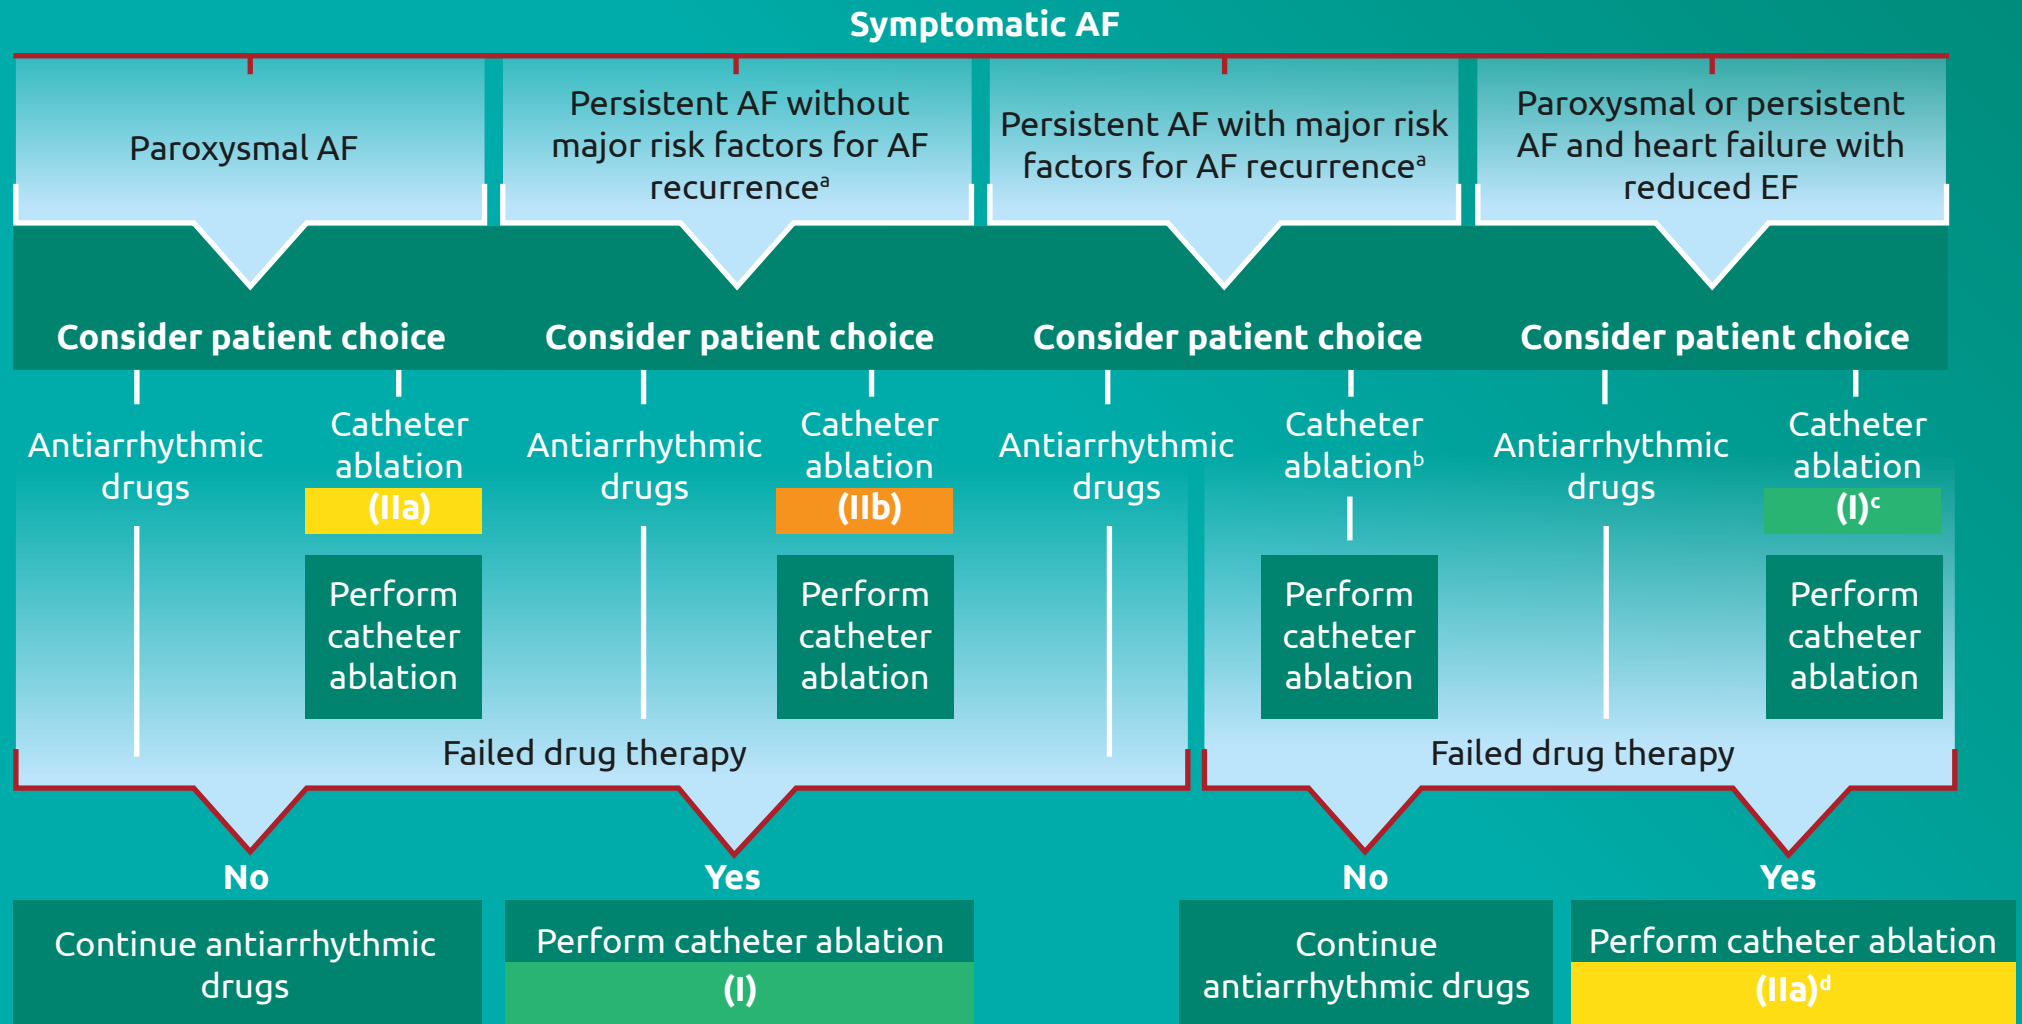 Symptomatic AF
Paroxysmal AF
Persistent AF without
major risk factors for AF
recurrenceᵃ
Persistent AF with major risk
factors for AF recurrenceᵃ
Paroxysmal or persistent
AF and heart failure with
reduced EF
Consider patient choice
Consider patient choice
Consider patient choice
Consider patient choice
Antiarrhythmic
drugs
Catheter
ablation
(IIa)
Antiarrhythmic
drugs
Catheter
ablation
(IIb)
Antiarrhythmic
drugs
Catheter
ablationᵇ
Antiarrhythmic
drugs
Catheter
ablation
(I)ᶜ
Perform
catheter
ablation
Perform
catheter
ablation
Perform
catheter
ablation
Perform
catheter
ablation
Failed drug therapy
Failed drug therapy
No
Yes
No
Yes
Continue antiarrhythmic
drugs
Perform catheter ablation
(I)
Continue
antiarrhythmic drugs
Perform catheter ablation
(IIa)ᵈ